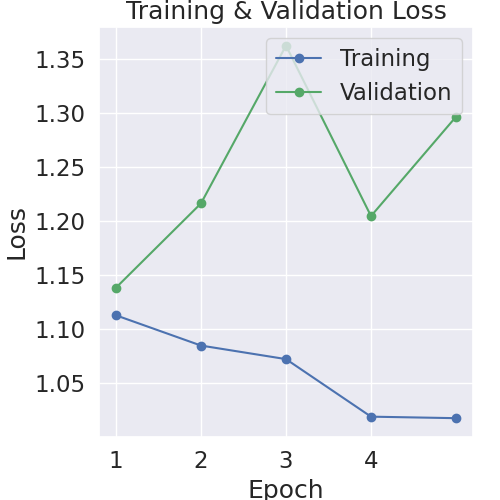 Training & Validation Loss
Training
Validation
Loss
1.35
1.30
1.25
1.20
1.15
1.10
1.05
1 2 3 4
Epoch